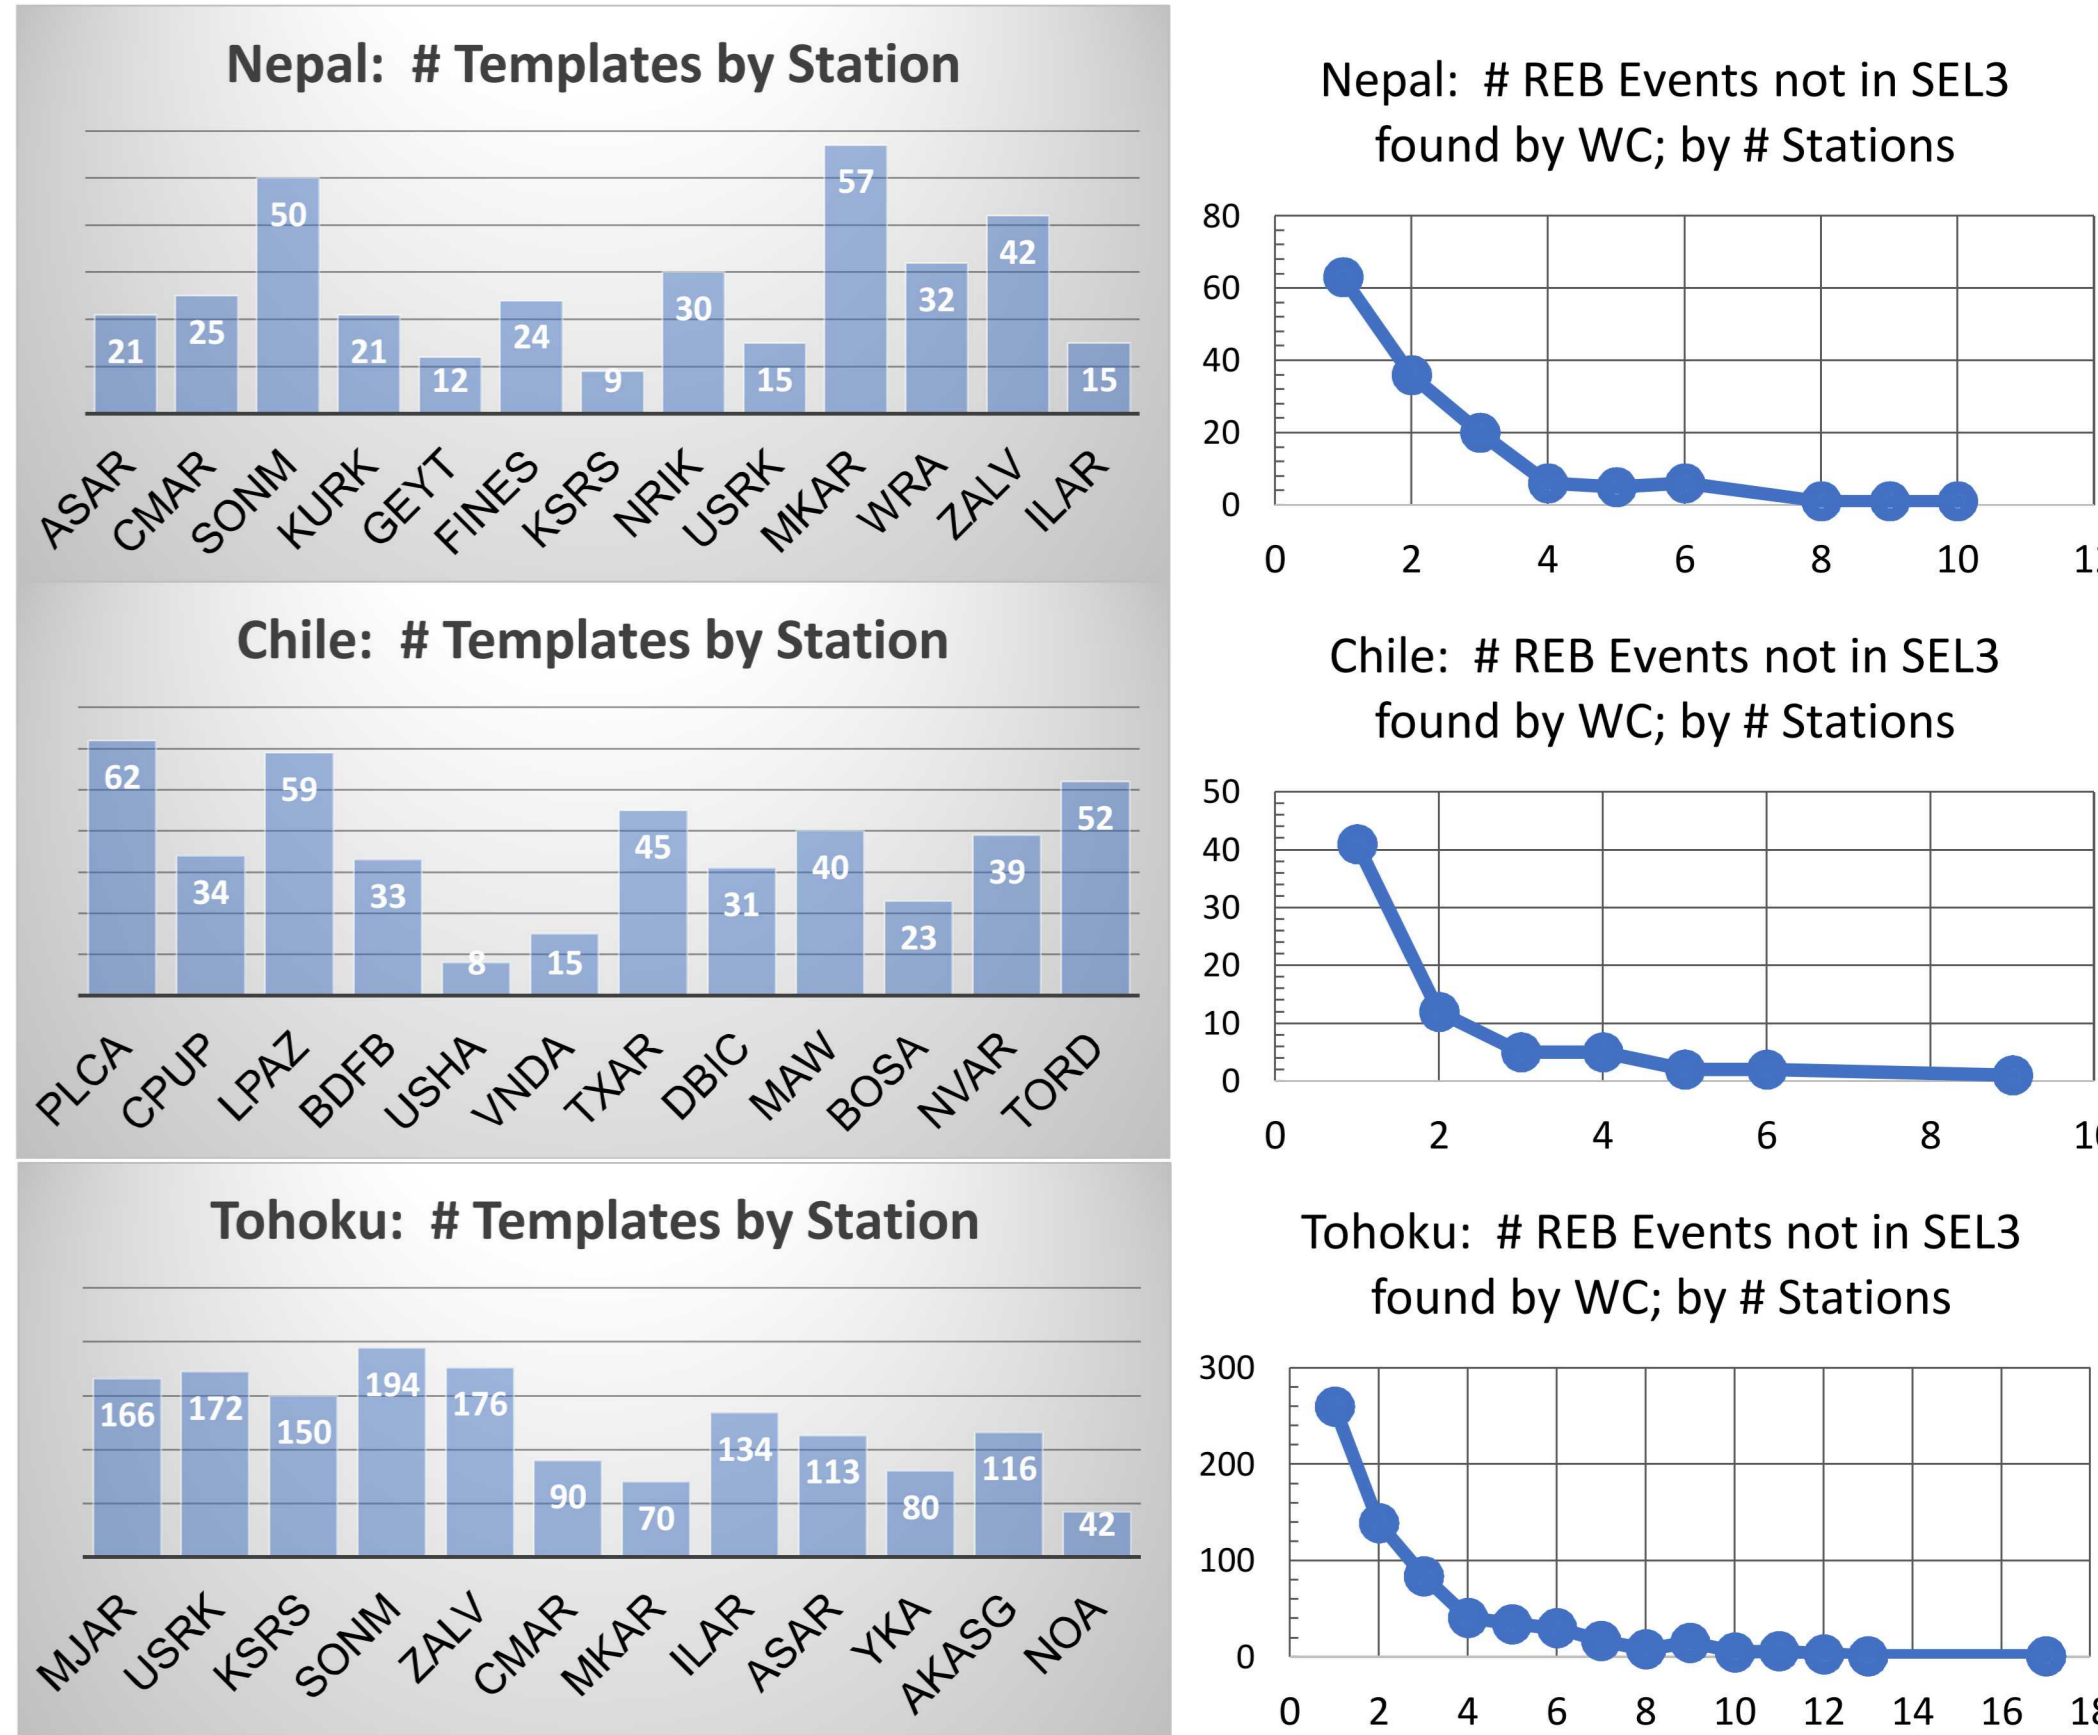 Nepal: # Templates by Station
21 25 50 21 12 24 9 30 15 57 32 42 15
ASAR CMAR SONM KURK GEYT FINES KSRS NRIK USRK MKAR WRA ZALV ILAR
Nepal: # REB Events not in SEL3
found by WC; by # Stations
80
60
40
20
0
0 2 4 6 8 10
Chile: # Templates by Station
62 34 59 33 8 15 45 31 40 23 39 52
PLCA CPUP LPAZ BDFB USHA VNDA TXAR DBIC MAW BOSA NVAR TORD
Chile: # REB Events not in SEL3
found by WC; by # Stations
50
40
30
20
10
0
0 2 4 6 8
Tohoku: # Templates by Station
166 172 150 194 176 90 70 134 113 80 116 42
MJAR USRK KSRS SONM ZALV CMAR MKAR ILAR ASAR YKA AKASG NOA
Tohoku: # REB Events not in SEL3
found by WC; by # Stations
300
200
100
0
0 2 4 6 8 10 12 14 16